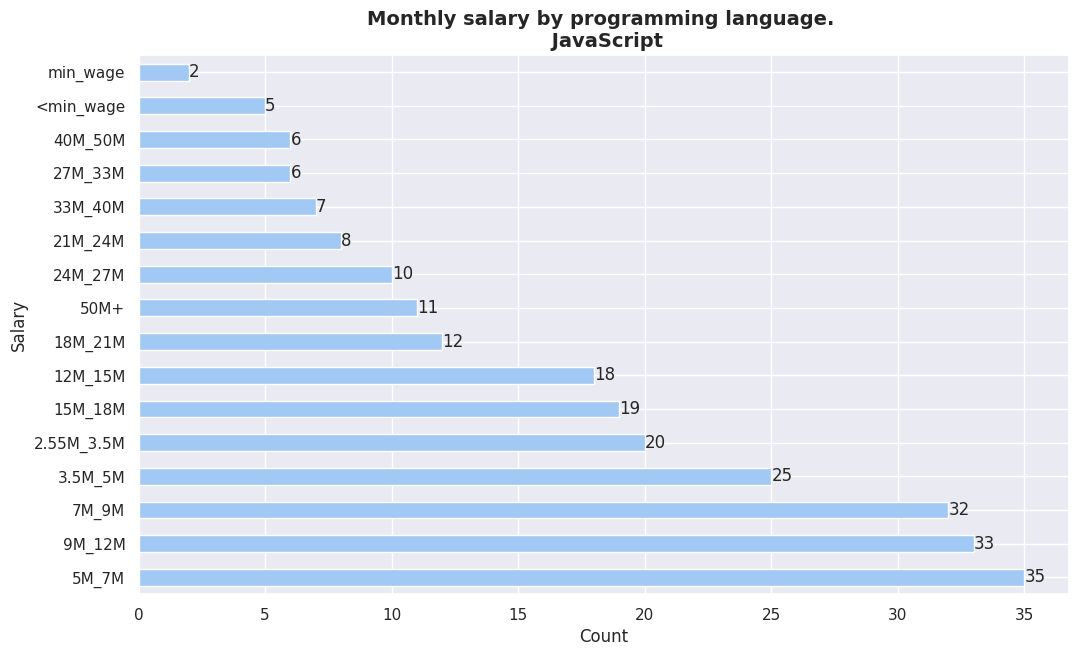 Monthly salary by programming language.
JavaScript
Salary
min_wage 2
<min_wage 5
40M_50M 6
27M_33M 6
33M_40M 7
21M_24M 8
24M_27M 10
50M+ 11
18M_21M 12
12M_15M 18
15M_18M 19
2.55M_3.5M 20
3.5M_5M 25
7M_9M 32
9M_12M 33
5M_7M 35
0 5 10 15 20 25 30 35
Count